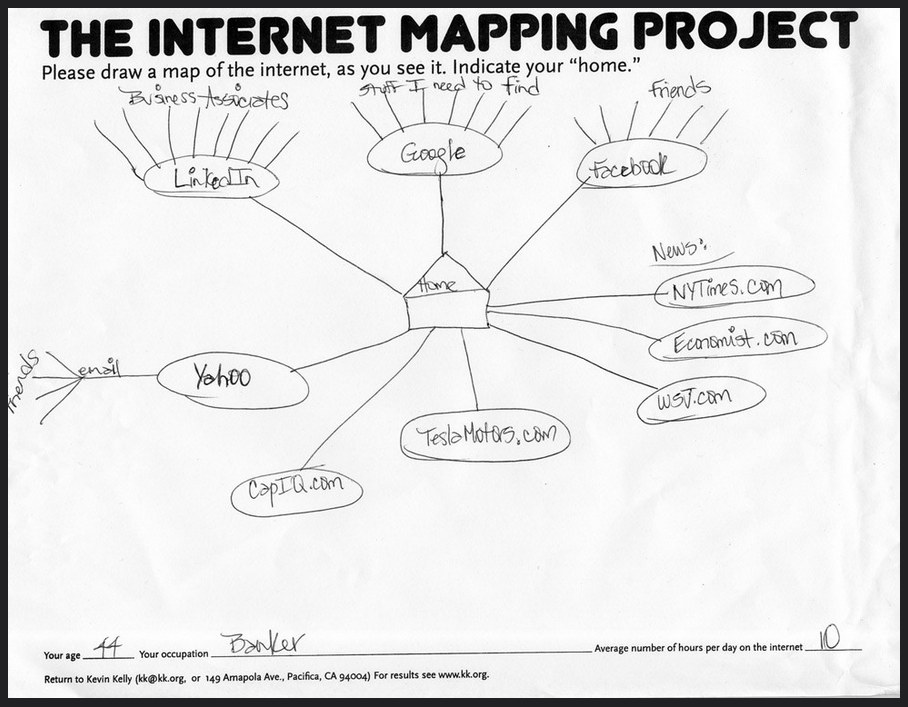 THE INTERNET MAPPING PROJECT
Please draw a map of the internet, as you see it. Indicate your “home.”
Business Associates
Stuff I need to find
Friends
LinkedIn
Google
Facebook
News:
Home
NYTimes.com
Economist.com
WSJ.com
Friends
email
Yahoo
TeslaMotors.com
CapIQ.com
Your age 44 Your occupation Banker Average number of hours per day on the internet 10
Return to Kevin Kelly (kk@kk.org, or 149 Amapola Ave., Pacifica, CA 94004) For results see www.kk.org.